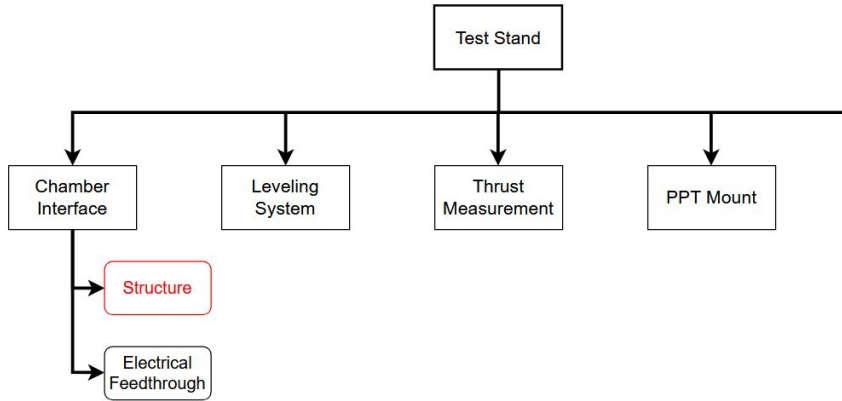 Test Stand
Chamber
Interface
Leveling
System
Thrust
Measurement
PPT Mount
Structure
Electrical
Feedthrough